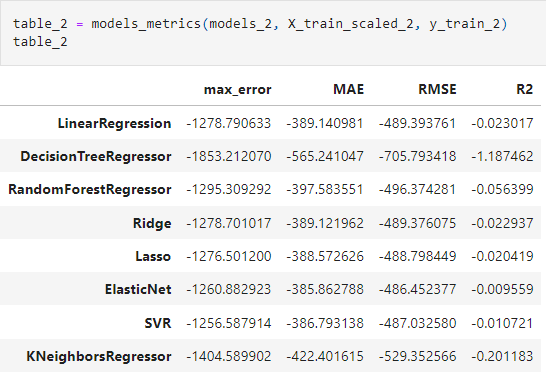 table_2 = models_metrics(models_2, X_train_scaled_2, y_train_2)
table_2
max_error MAE RMSE R2
LinearRegression -1278.790633 -389.140981 -489.393761 -0.023017
DecisionTreeRegressor -1853.212070 -565.241047 -705.793418 -1.187462
RandomForestRegressor -1295.309292 -397.583551 -496.374281 -0.056399
Ridge -1278.701017 -389.121962 -489.376075 -0.022937
Lasso -1276.501200 -388.572626 -488.798449 -0.020419
ElasticNet -1260.882923 -385.862788 -486.452377 -0.009559
SVR -1256.587914 -386.793138 -487.032580 -0.010721
KNeighborsRegressor -1404.589902 -422.401615 -529.352566 -0.201183